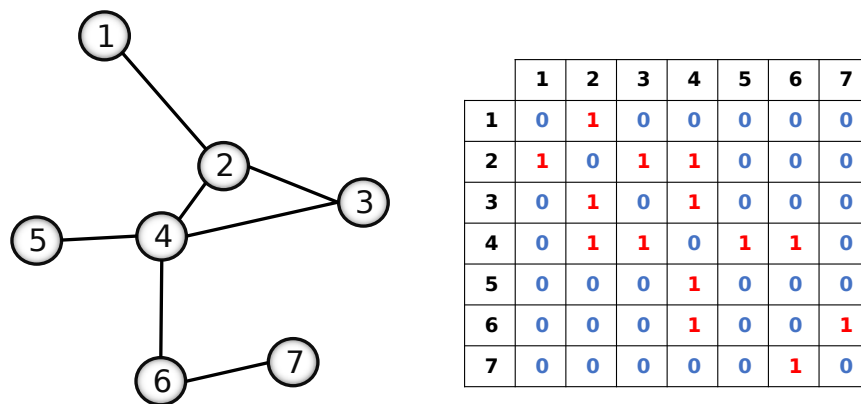 1
2
3
5
4
7
6
1 2 3 4 5 6 7
1 0 1 0 0 0 0 0
2 1 0 1 1 0 0 0
3 0 1 0 1 0 0 0
4 0 1 1 0 1 1 0
5 0 0 0 1 0 0 0
6 0 0 0 1 0 0 1
7 0 0 0 0 0 1 0